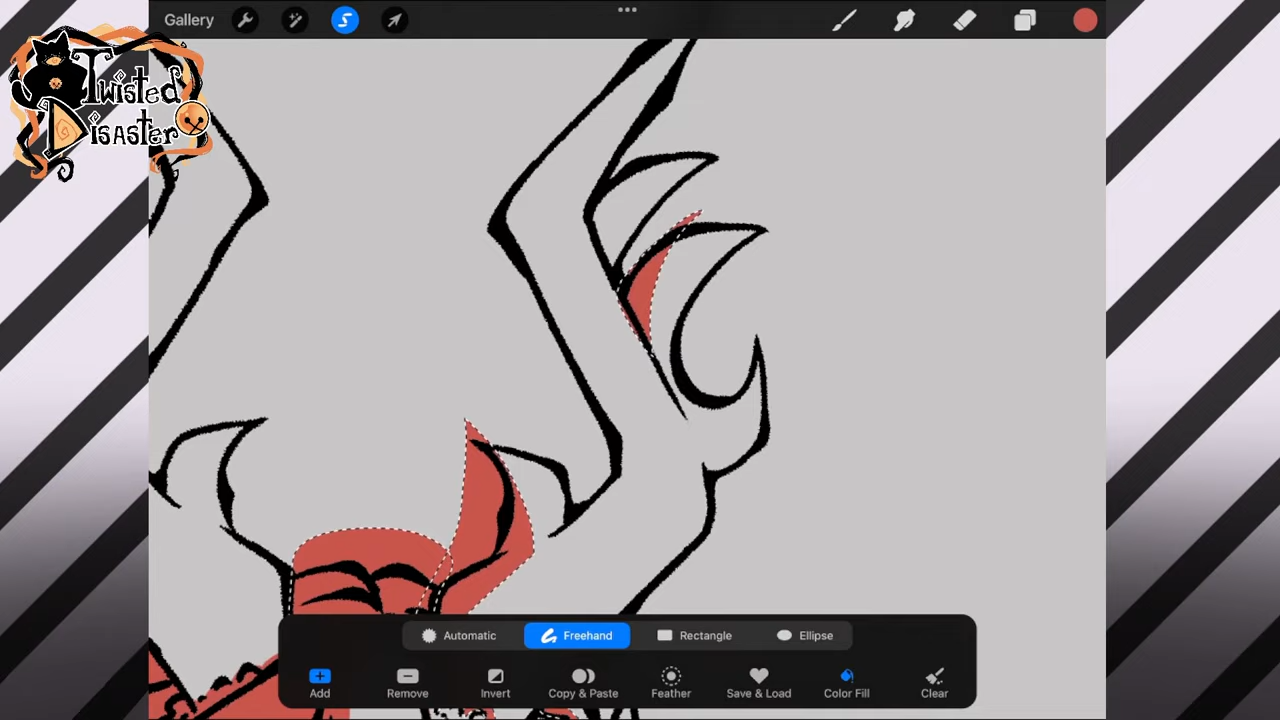 Gallery
Twisted
Disaster
Automatic Freehand Rectangle Ellipse
Add Remove Invert Copy & Paste Feather Save & Load Color Fill Clear